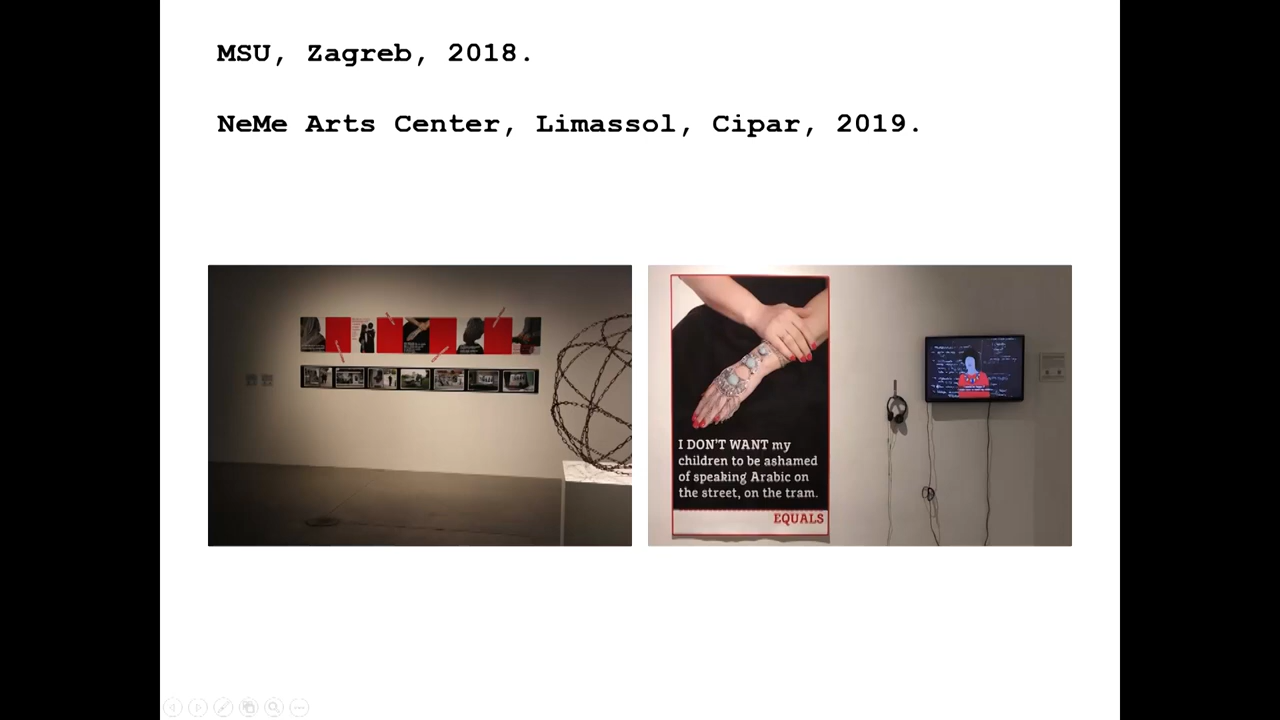 MSU, Zagreb, 2018.
NeMe Arts Center, Limassol, Cipar, 2019.
I DON'T WANT my
children to be ashamed
of speaking Arabic on
the street, on the tram.
EQUALS